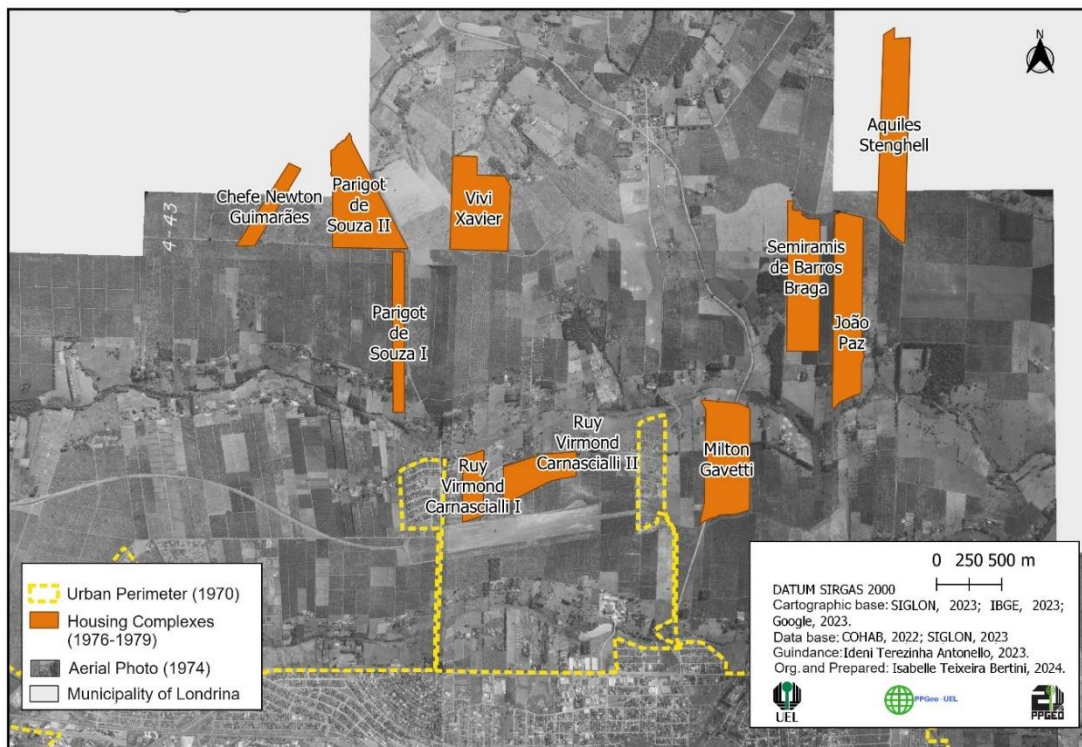 N
Aquiles
Stenghell
Chefe Newton
Guimarães
Parigot
de
Souza II
Vivi
Xavier
4-43
Semiramis
de Barros
Braga
João
Paz
Parigot
de
Souza I
Ruy
Virmond
Carnascialli II
Ruy
Virmond
Carnascialli I
Milton
Gavetti
Urban Perimeter (1970)
Housing Complexes
(1976-1979)
Aerial Photo (1974)
Municipality of Londrina
0 250 500 m
DATUM SIRGAS 2000
Cartographic base: SIGLON, 2023; IBGE, 2023;
Google, 2023.
Data base: COHAB, 2022; SIGLON, 2023
Guindance: Ideni Terezinha Antonello, 2023.
Org.and Prepared: Isabelle Teixeira Bertini, 2024.
UEL
PPGeo - UEL
PPGEO